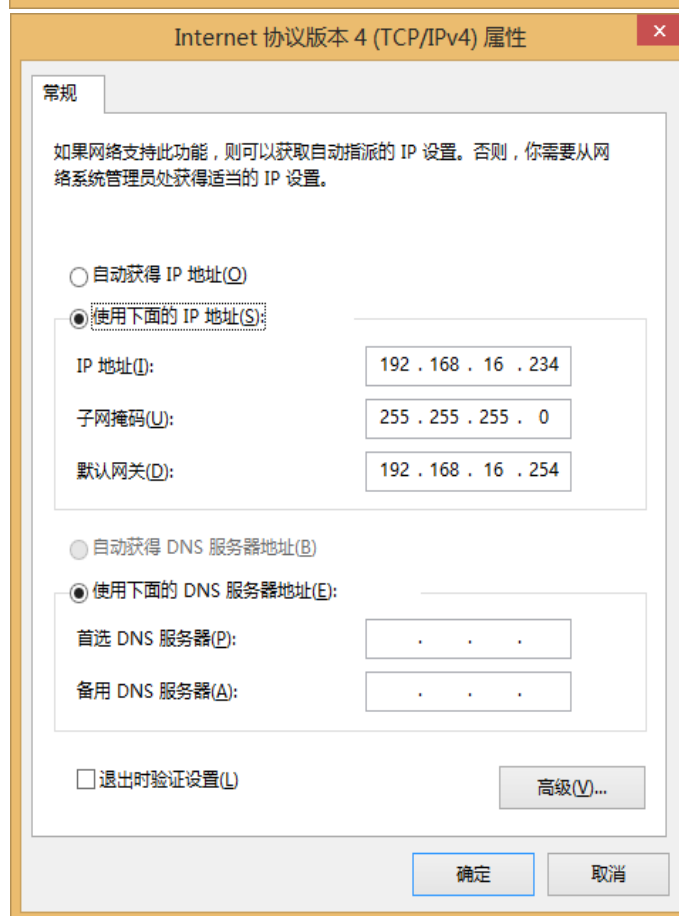 Internet 协议版本 4 (TCP/IPv4) 属性
常规
如果网络支持此功能，则可以获取自动指派的 IP 设置。否则，你需要从网
络系统管理员处获得适当的 IP 设置。
自动获得 IP 地址(O)
使用下面的 IP 地址(S):
IP 地址(I): 192 . 168 . 16 . 234
子网掩码(U): 255 . 255 . 255 . 0
默认网关(D): 192 . 168 . 16 . 254
自动获得 DNS 服务器地址(B)
使用下面的 DNS 服务器地址(E):
首选 DNS 服务器(P): . . .
备用 DNS 服务器(A): . . .
退出时验证设置(L)
高级(V)...
确定 取消